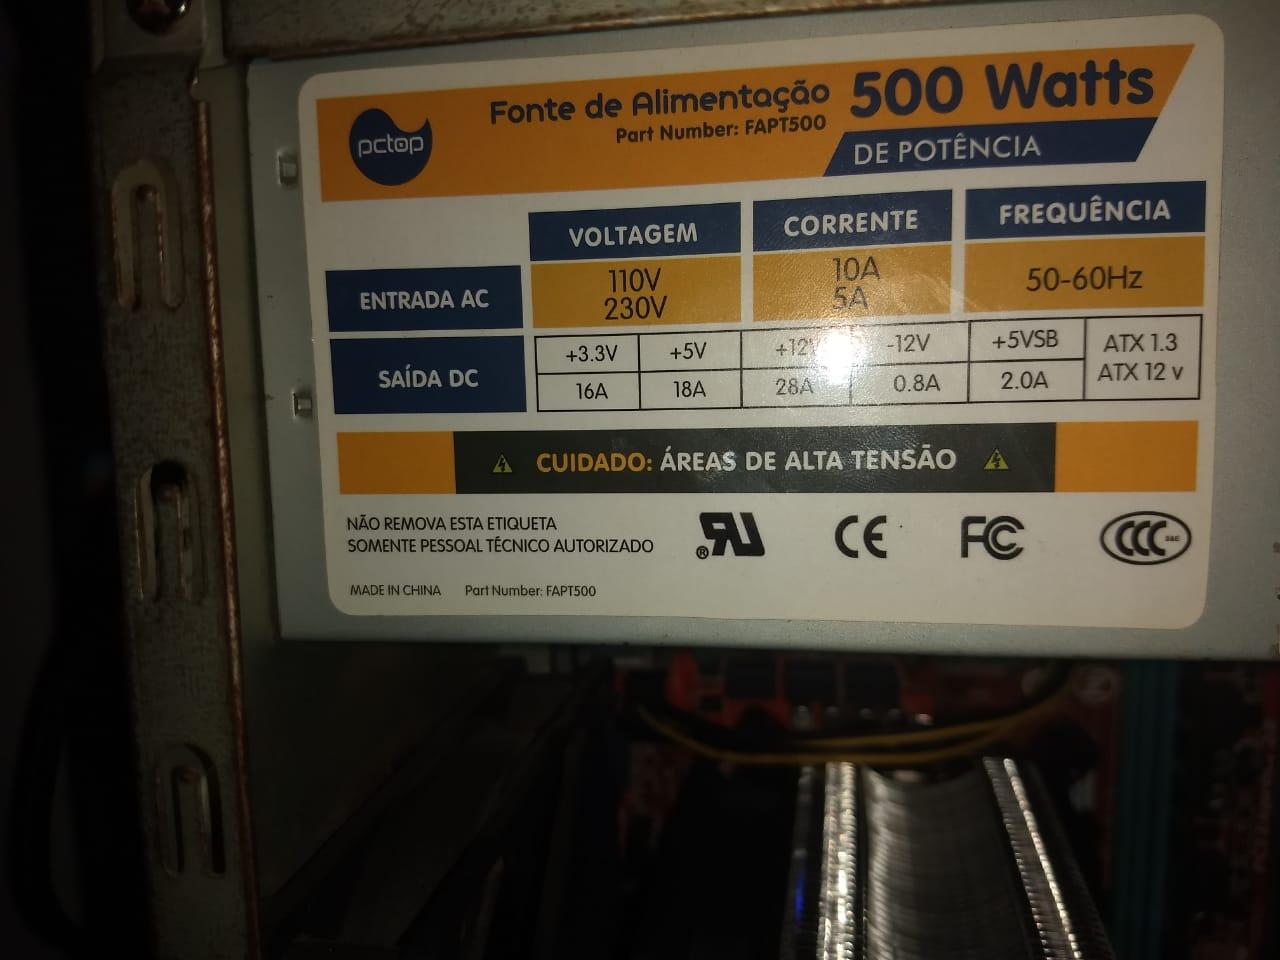 pctop
Fonte de Alimentação 500 Watts
Part Number: FAPT500
DE POTÊNCIA
VOLTAGEM CORRENTE FREQUÊNCIA
ENTRADA AC
110V 10A 50-60Hz
230V 5A
SAÍDA DC
+3.3V +5V +12V -12V +5VSB ATX 1.3
16A 18A 28A 0.8A 2.0A ATX 12 v
CUIDADO: ÁREAS DE ALTA TENSÃO
NÃO REMOVA ESTA ETIQUETA
SOMENTE PESSOAL TÉCNICO AUTORIZADO
® RU CE FC CCC S&E
MADE IN CHINA Part Number: FAPT500